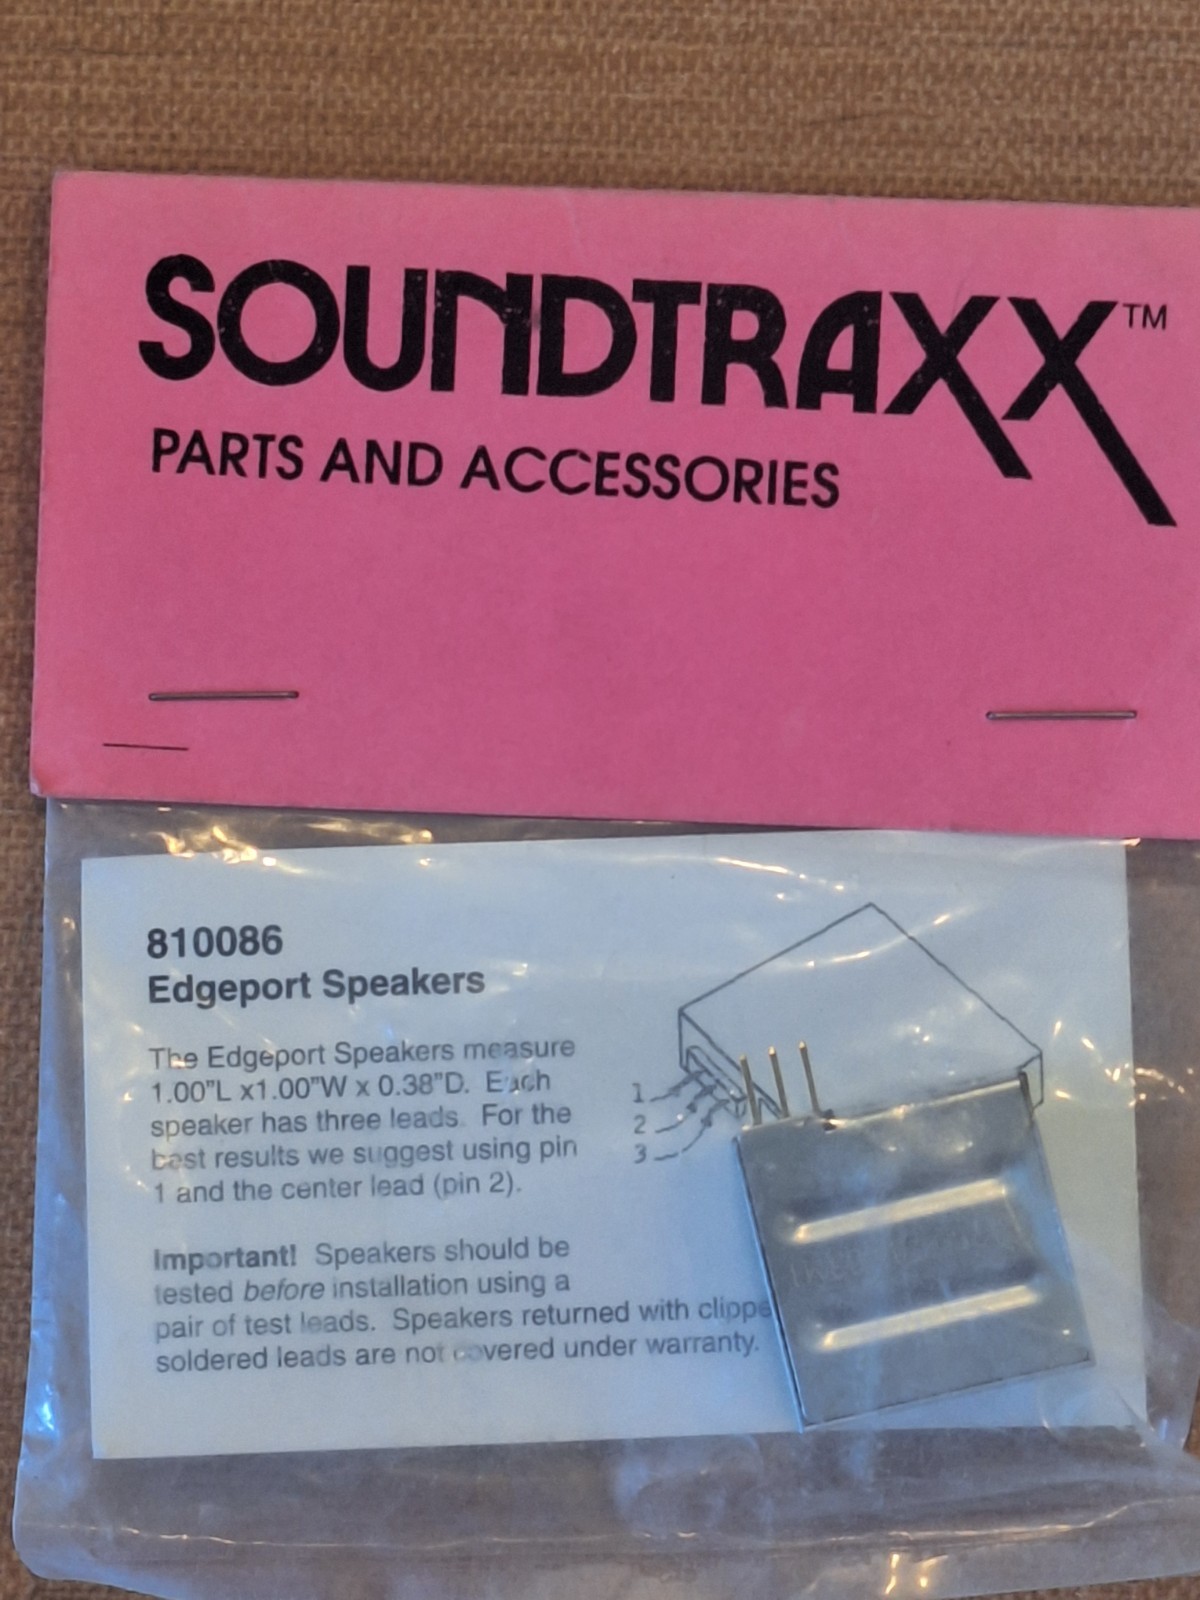 SOUNDTRAXX™
PARTS AND ACCESSORIES
810086
Edgeport Speakers
The Edgeport Speakers measure
1.00"L x1.00"W x 0.38"D. Each
speaker has three leads. For the
best results we suggest using pin
1 and the center lead (pin 2).
1
2
3
Important! Speakers should be
tested before installation using a
pair of test leads. Speakers returned with clippe
soldered leads are not covered under warranty.